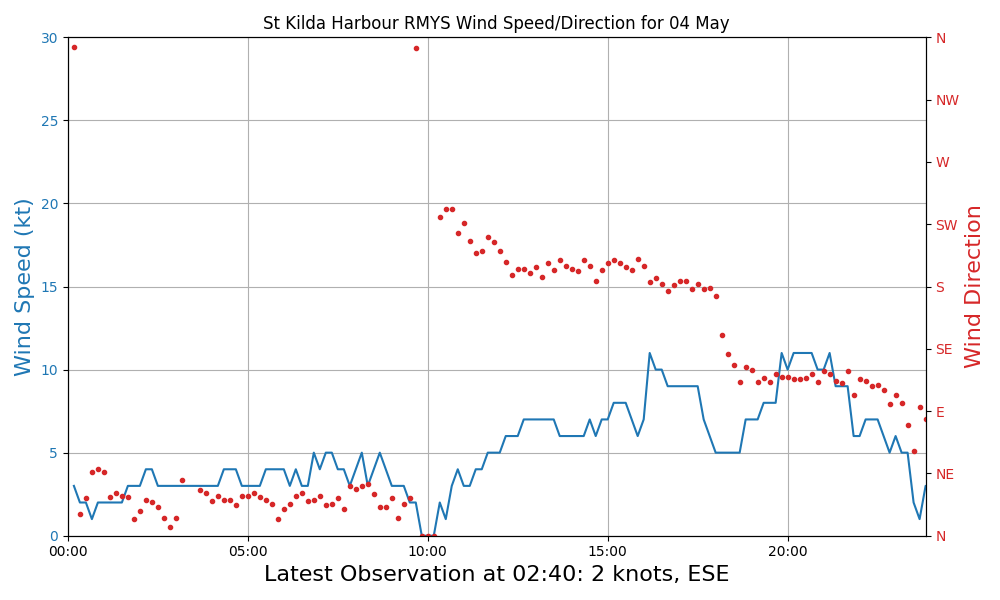 St Kilda Harbour RMYS Wind Speed/Direction for 04 May
30
25
20
15
10
5
0
Wind Speed (kt)
N
NW
W
SW
S
SE
E
NE
N
Wind Direction
00:00 05:00 10:00 15:00 20:00
Latest Observation at 02:40: 2 knots, ESE